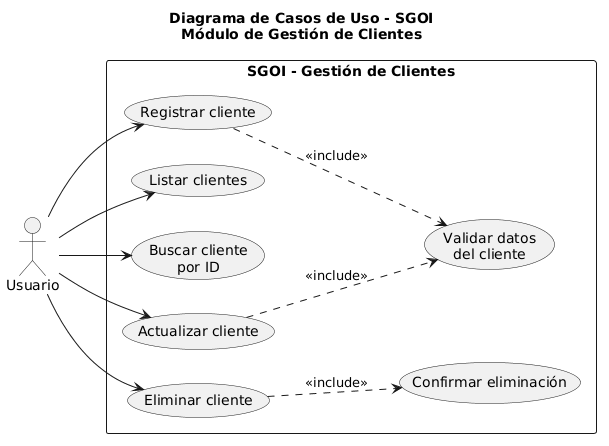 Diagrama de Casos de Uso - SGOI
Módulo de Gestión de Clientes
SGOI - Gestión de Clientes
Registrar cliente
«include»
Listar clientes
Usuario
Buscar cliente
por ID
Validar datos
del cliente
«include»
Actualizar cliente
«include»
Confirmar eliminación
Eliminar cliente